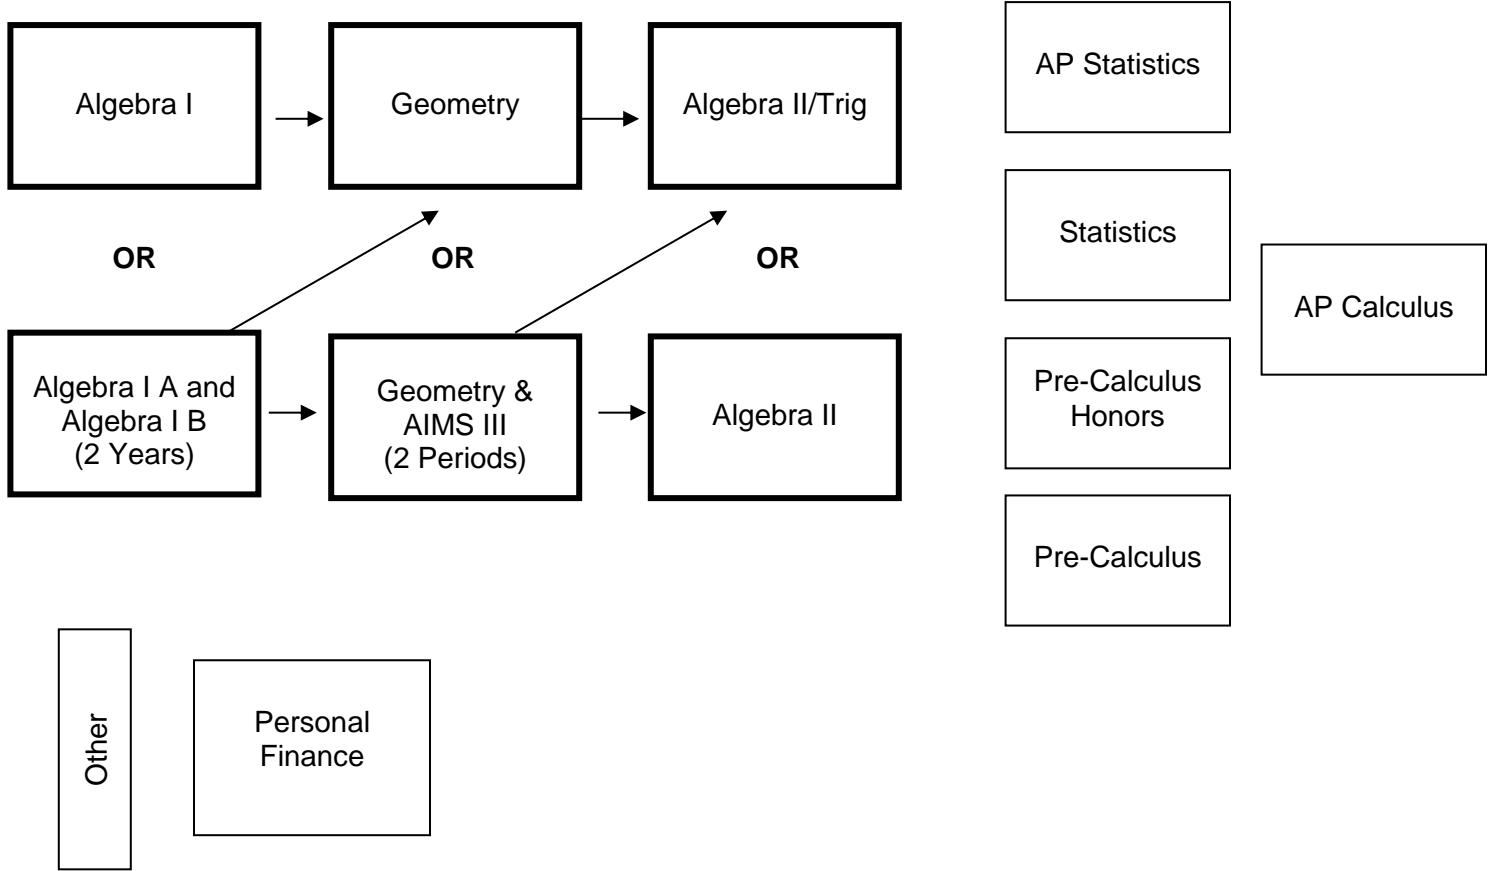 Algebra I
Geometry
Algebra II/Trig
AP Statistics
OR
OR
OR
Statistics
AP Calculus
Algebra I A and
Algebra I B
(2 Years)
Geometry &
AIMS III
(2 Periods)
Algebra II
Pre-Calculus
Honors
Pre-Calculus
Other
Personal
Finance